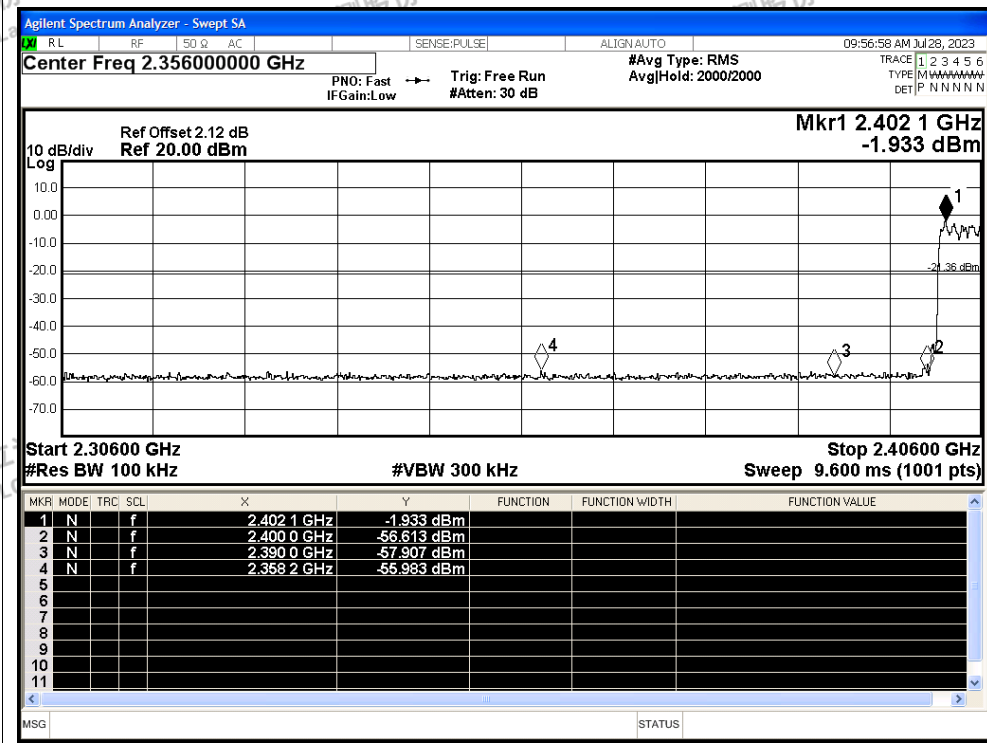 Agilent Spectrum Analyzer - Swept SA
LXI RL RF 50 Ω AC SENSE:PULSE ALIGN AUTO 09:56:58 AM Jul 28, 2023
Center Freq 2.356000000 GHz
PNO: Fast
IFGain:Low
Trig: Free Run
#Atten: 30 dB
#Avg Type: RMS
Avg|Hold: 2000/2000
TRACE 1 2 3 4 5 6
TYPE M WWWWW
DET P N N N N N
Mkr1 2.402 1 GHz
-1.933 dBm
Ref Offset 2.12 dB
10 dB/div Ref 20.00 dBm
Log
10.0
0.00
-10.0
-20.0
-30.0
-40.0
-50.0
-60.0
-70.0
1
-21.36 dBm
4
3
2
Start 2.30600 GHz Stop 2.40600 GHz
#Res BW 100 kHz #VBW 300 kHz Sweep 9.600 ms (1001 pts)
MKR MODE TRC SCL X Y FUNCTION FUNCTION WIDTH FUNCTION VALUE
1 N f 2.402 1 GHz -1.933 dBm
2 N f 2.400 0 GHz -56.613 dBm
3 N f 2.390 0 GHz -57.907 dBm
4 N f 2.358 2 GHz -55.983 dBm
5
6
7
8
9
10
11
MSG STATUS